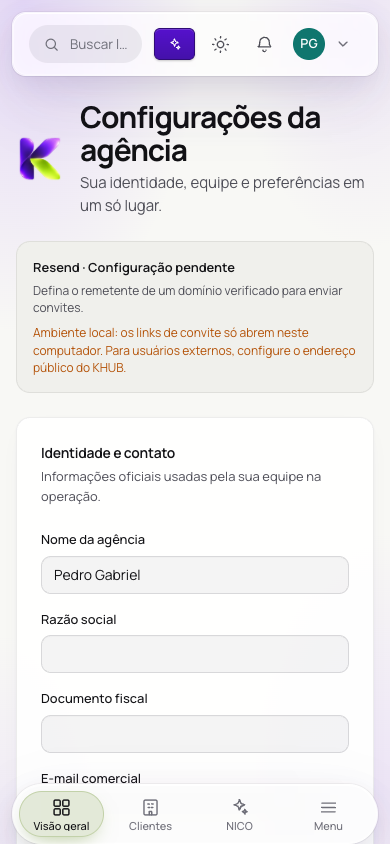 Buscar l...
PG
Configurações da
agência
Sua identidade, equipe e preferências em
um só lugar.
Resend · Configuração pendente
Defina o remetente de um domínio verificado para enviar
convites.
Ambiente local: os links de convite só abrem neste
computador. Para usuários externos, configure o endereço
público do KHUB.
Identidade e contato
Informações oficiais usadas pela sua equipe na
operação.
Nome da agência
Pedro Gabriel
Razão social
Documento fiscal
E-mail comercial
Visão geral
Clientes
NICO
Menu